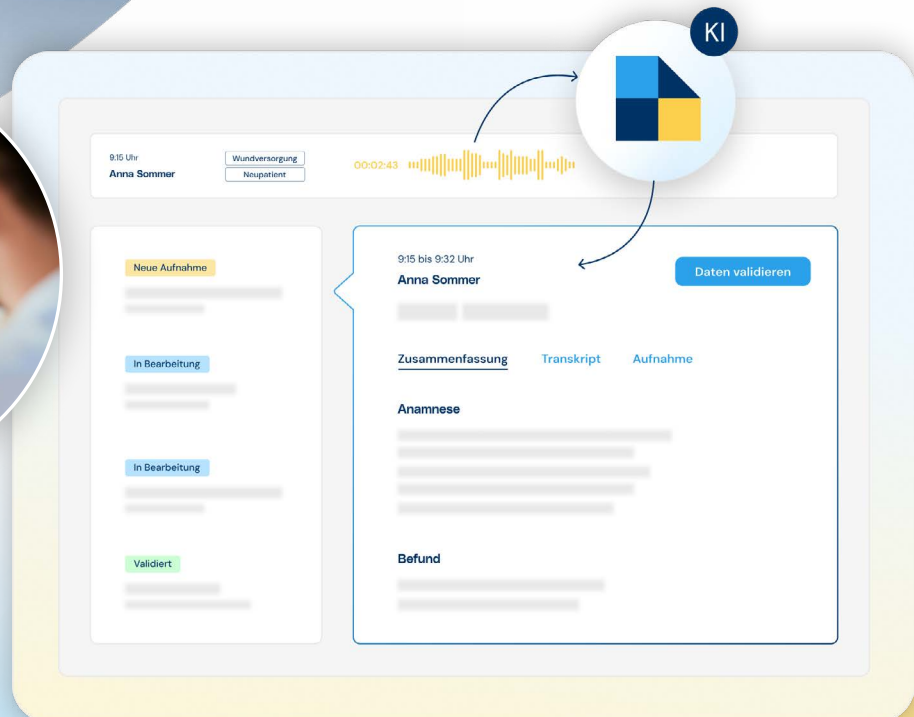 KI
9.15 Uhr
Anna Sommer
Wundversorgung
Neupatient
00:02:43
Neue Aufnahme
In Bearbeitung
In Bearbeitung
Validiert
9:15 bis 9:32 Uhr
Anna Sommer
Daten validieren
Zusammenfassung Transkript Aufnahme
Anamnese
Befund